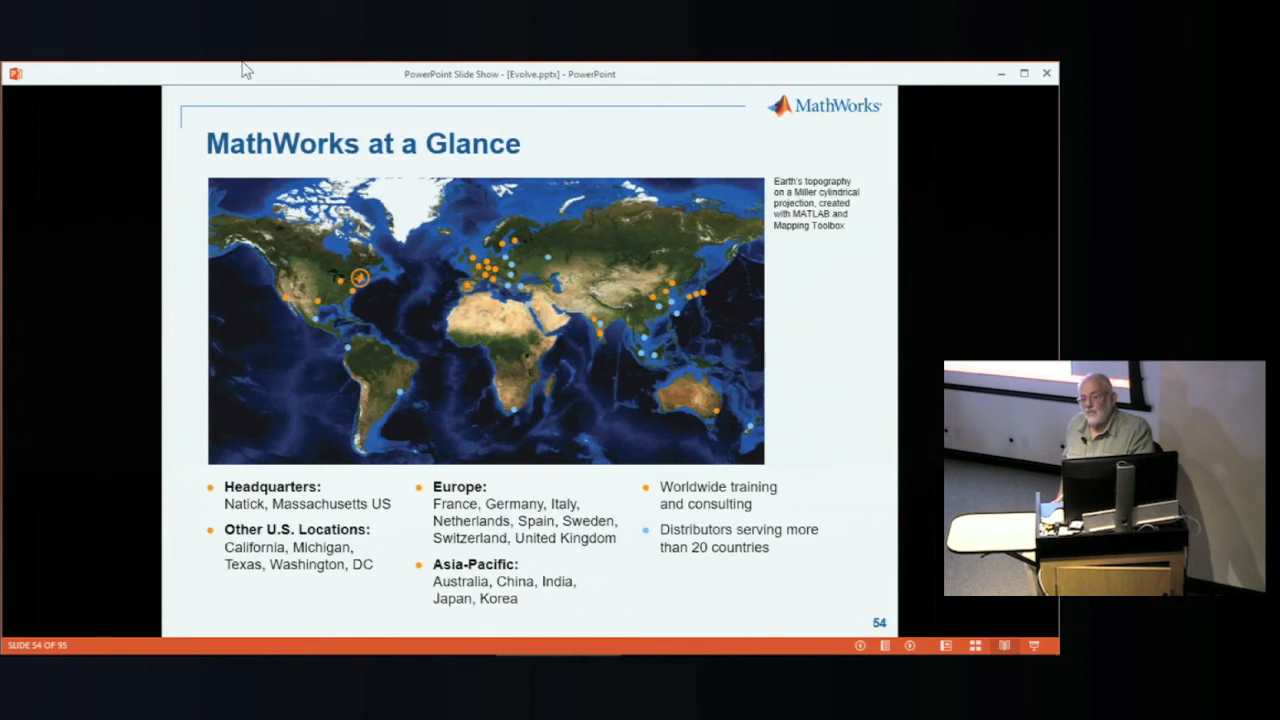 PowerPoint Slide Show - [Evolve.pptx] - PowerPoint
MathWorks®
MathWorks at a Glance
Earth's topography
on a Miller cylindrical
projection, created
with MATLAB and
Mapping Toolbox
Headquarters:
Natick, Massachusetts US
Other U.S. Locations:
California, Michigan,
Texas, Washington, DC
Europe:
France, Germany, Italy,
Netherlands, Spain, Sweden,
Switzerland, United Kingdom
Asia-Pacific:
Australia, China, India,
Japan, Korea
Worldwide training
and consulting
Distributors serving more
than 20 countries
54
SLIDE 54 OF 95